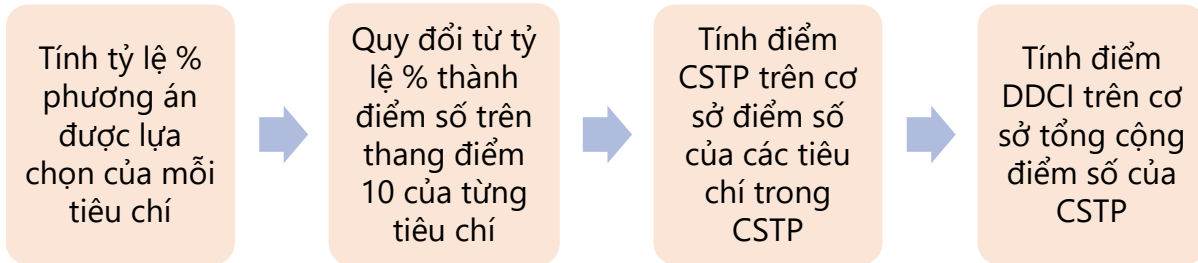 Tính tỷ lệ %
phương án
được lựa
chọn của mỗi
tiêu chí
Quy đổi từ tỷ
lệ % thành
điểm số trên
thang điểm
10 của từng
tiêu chí
Tính điểm
CSTP trên cơ
sở điểm số
của các tiêu
chí trong
CSTP
Tính điểm
DDCI trên cơ
sở tổng cộng
điểm số của
CSTP